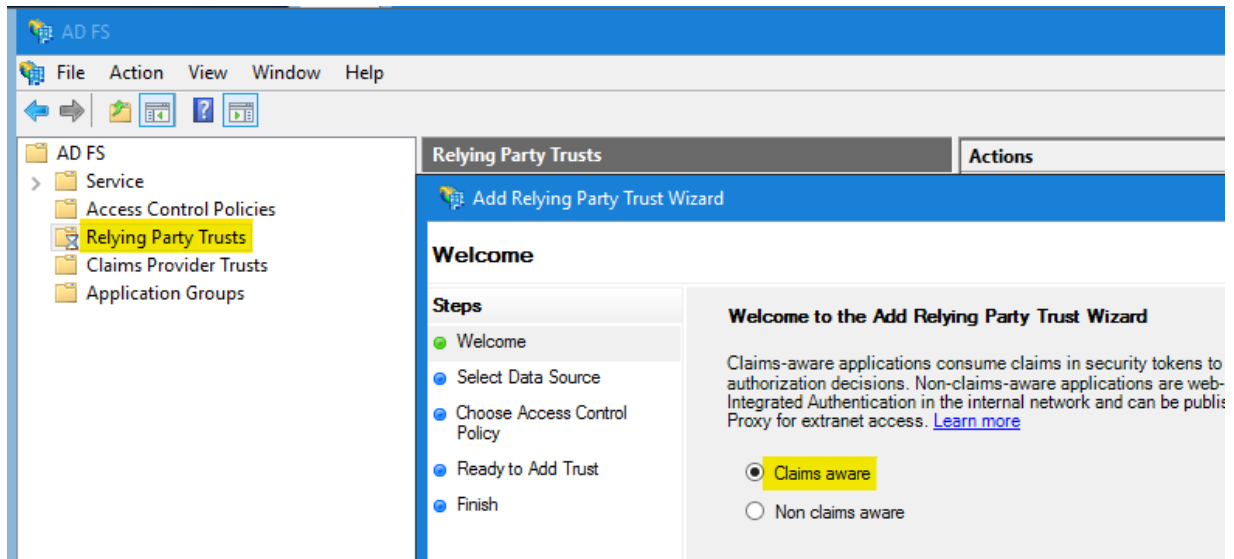 AD FS
File Action View Window Help
AD FS
Service
Access Control Policies
Relying Party Trusts
Claims Provider Trusts
Application Groups
Relying Party Trusts
Actions
Add Relying Party Trust Wizard
Welcome
Steps
Welcome
Select Data Source
Choose Access Control
Policy
Ready to Add Trust
Finish
Welcome to the Add Relying Party Trust Wizard
Claims-aware applications consume claims in security tokens to
authorization decisions. Non-claims-aware applications are web-
Integrated Authentication in the internal network and can be publis
Proxy for extranet access. Learn more
Claims aware
Non claims aware